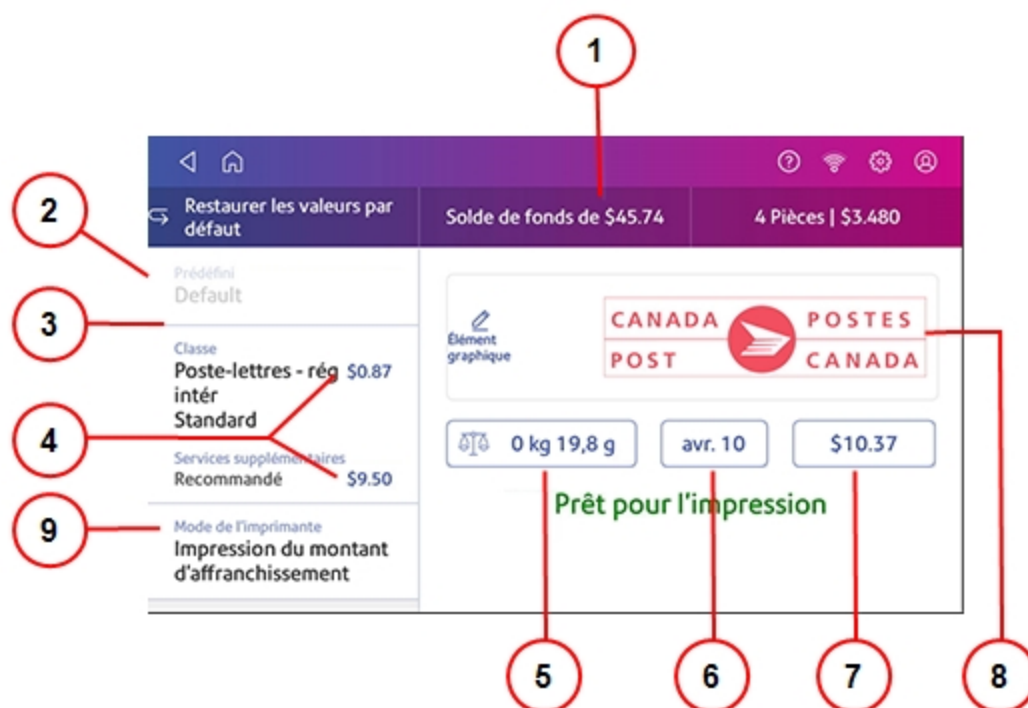 1
2
3
4
9
Restaurer les valeurs par
défaut
Solde de fonds de $45.74
4 Pièces | $3.480
Prédéfini
Default
Classe
Poste-lettres - rég $0.87
intér
Standard
Services supplémentaires
Recommandé $9.50
Mode de l'imprimante
Impression du montant
d'affranchissement
Élément
graphique
CANADA POSTES
POST CANADA
0 kg 19,8 g
avr. 10
$10.37
Prêt pour l'impression
5
6
7
8